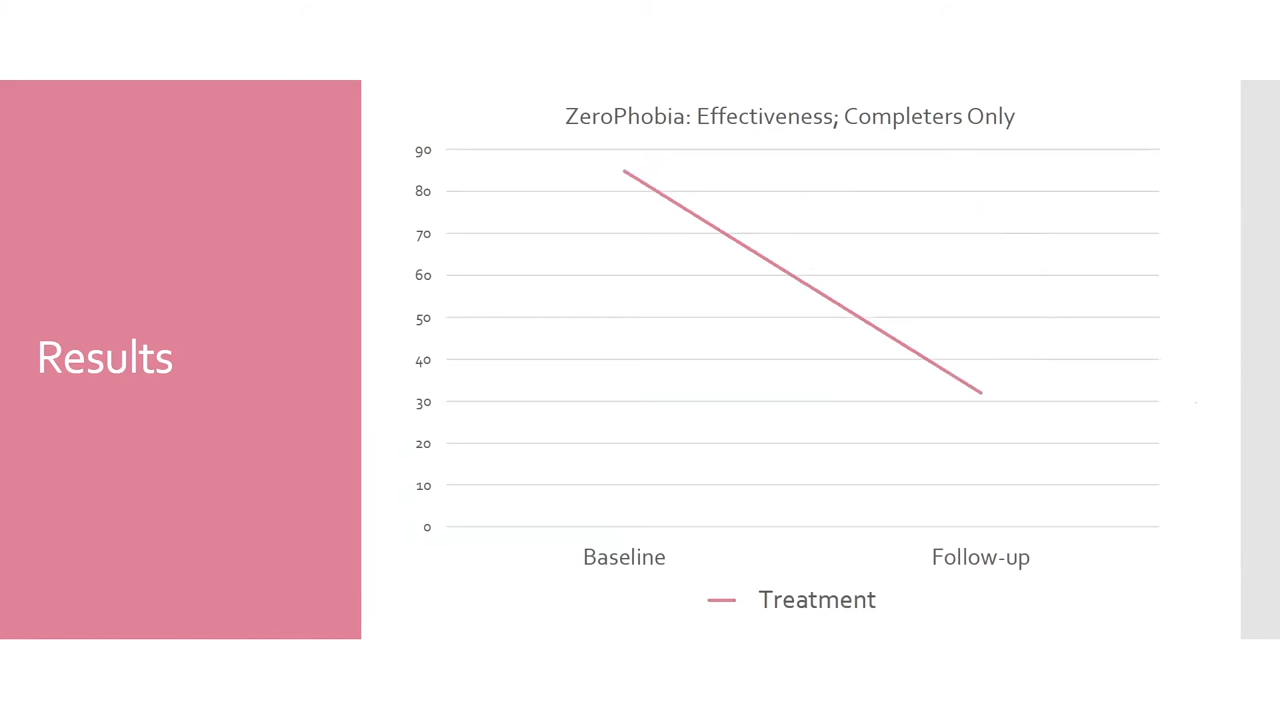 ZeroPhobia: Effectiveness; Completers Only
90
80
70
60
50
40
30
20
10
0
Results
Baseline
Follow-up
Treatment